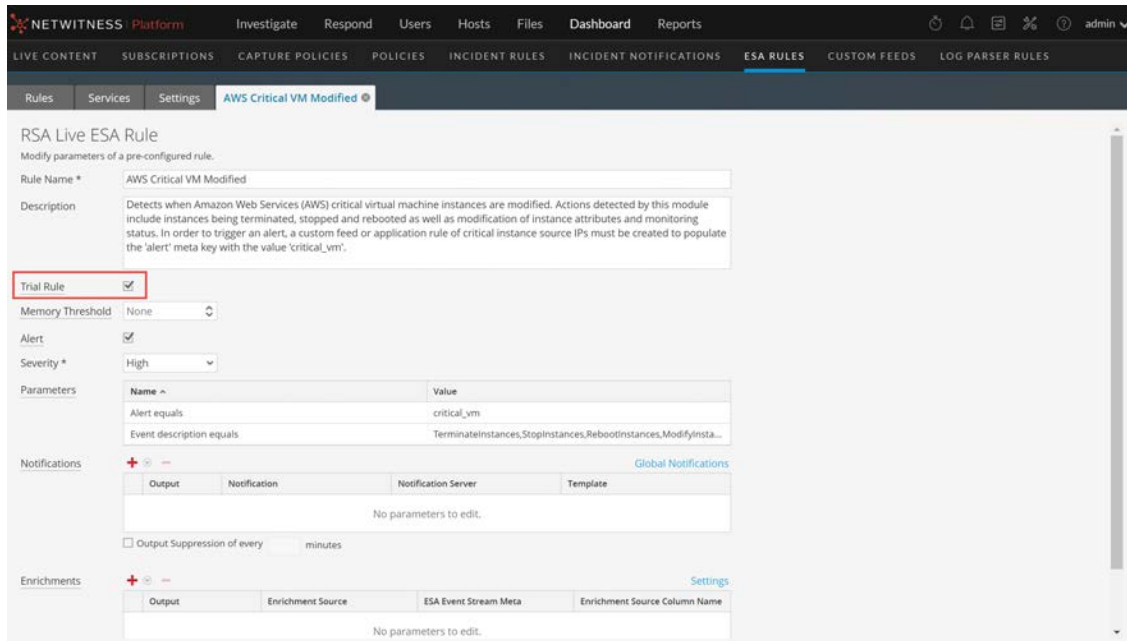 NETWITNESS Platform Investigate Respond Users Hosts Files Dashboard Reports admin
LIVE CONTENT SUBSCRIPTIONS CAPTURE POLICIES POLICIES INCIDENT RULES INCIDENT NOTIFICATIONS ESA RULES CUSTOM FEEDS LOG PARSER RULES
Rules Services Settings AWS Critical VM Modified
RSA Live ESA Rule
Modify parameters of a pre-configured rule.
Rule Name * AWS Critical VM Modified
Description Detects when Amazon Web Services (AWS) critical virtual machine instances are modified. Actions detected by this module
include instances being terminated, stopped and rebooted as well as modification of instance attributes and monitoring
status. In order to trigger an alert, a custom feed or application rule of critical instance source IPs must be created to populate
the 'alert' meta key with the value 'critical_vm'.
Trial Rule
Memory Threshold None
Alert
Severity * High
Parameters Name Value
Alert equals critical_vm
Event description equals TerminateInstances,StopInstances,RebootInstances,ModifyInsta...
Notifications Global Notifications
Output Notification Notification Server Template
No parameters to edit.
Output Suppression of every minutes
Enrichments Settings
Output Enrichment Source ESA Event Stream Meta Enrichment Source Column Name
No parameters to edit.